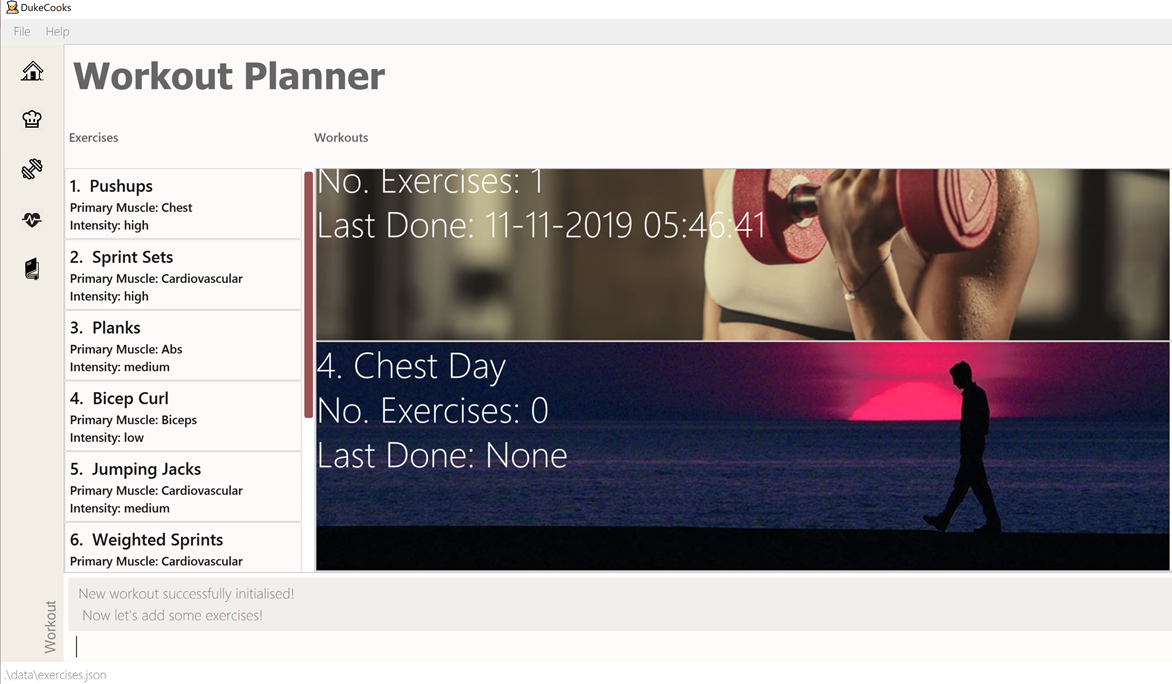 DukeCooks
File Help
Workout Planner
Exercises
Workouts
1. Pushups
Primary Muscle: Chest
Intensity: high
2. Sprint Sets
Primary Muscle: Cardiovascular
Intensity: high
3. Planks
Primary Muscle: Abs
Intensity: medium
4. Bicep Curl
Primary Muscle: Biceps
Intensity: low
5. Jumping Jacks
Primary Muscle: Cardiovascular
Intensity: medium
6. Weighted Sprints
Primary Muscle: Cardiovascular
No. Exercises: 1
Last Done: 11-11-2019 05:46:41
4. Chest Day
No. Exercises: 0
Last Done: None
New workout successfully initialised!
Now let's add some exercises!
Workout
.\data\exercises.json